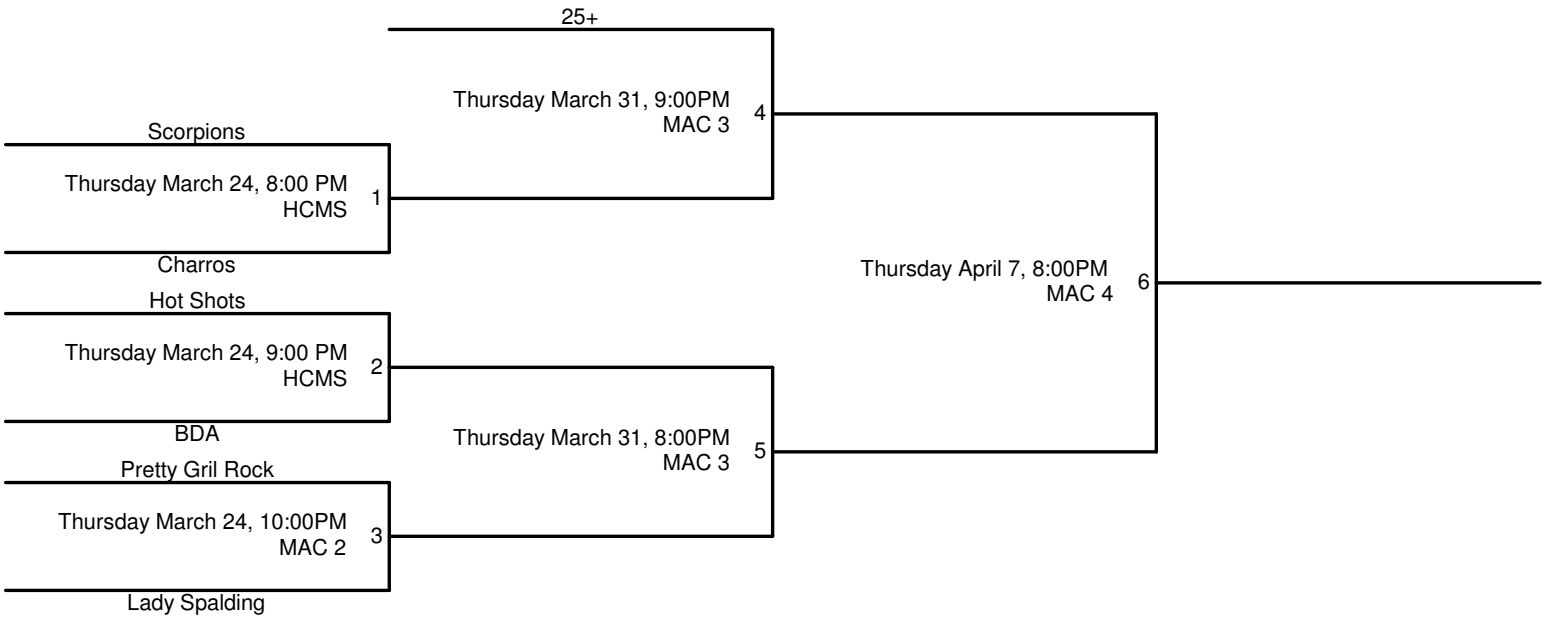 25+
Thursday March 31, 9:00PM
MAC 3
4
Scorpions
Thursday March 24, 8:00 PM
HCMS
1
Charros
Hot Shots
Thursday March 24, 9:00 PM
HCMS
2
BDA
Pretty Gril Rock
Thursday March 24, 10:00PM
MAC 2
3
Lady Spalding
Thursday March 31, 8:00PM
MAC 3
5
Thursday April 7, 8:00PM
MAC 4
6